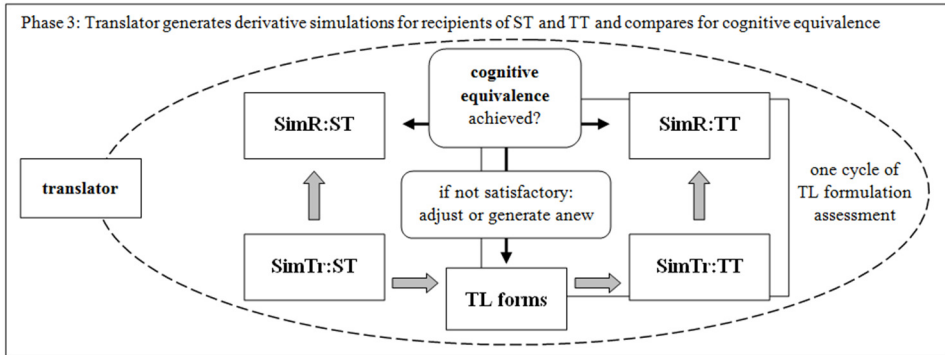 Phase 3: Translator generates derivative simulations for recipients of ST and TT and compares for cognitive equivalence
cognitive
equivalence
achieved?
SimR:ST
SimR:TT
translator
if not satisfactory:
adjust or generate anew
one cycle of
TL formulation
assessment
SimTr:ST
TL forms
SimTr:TT